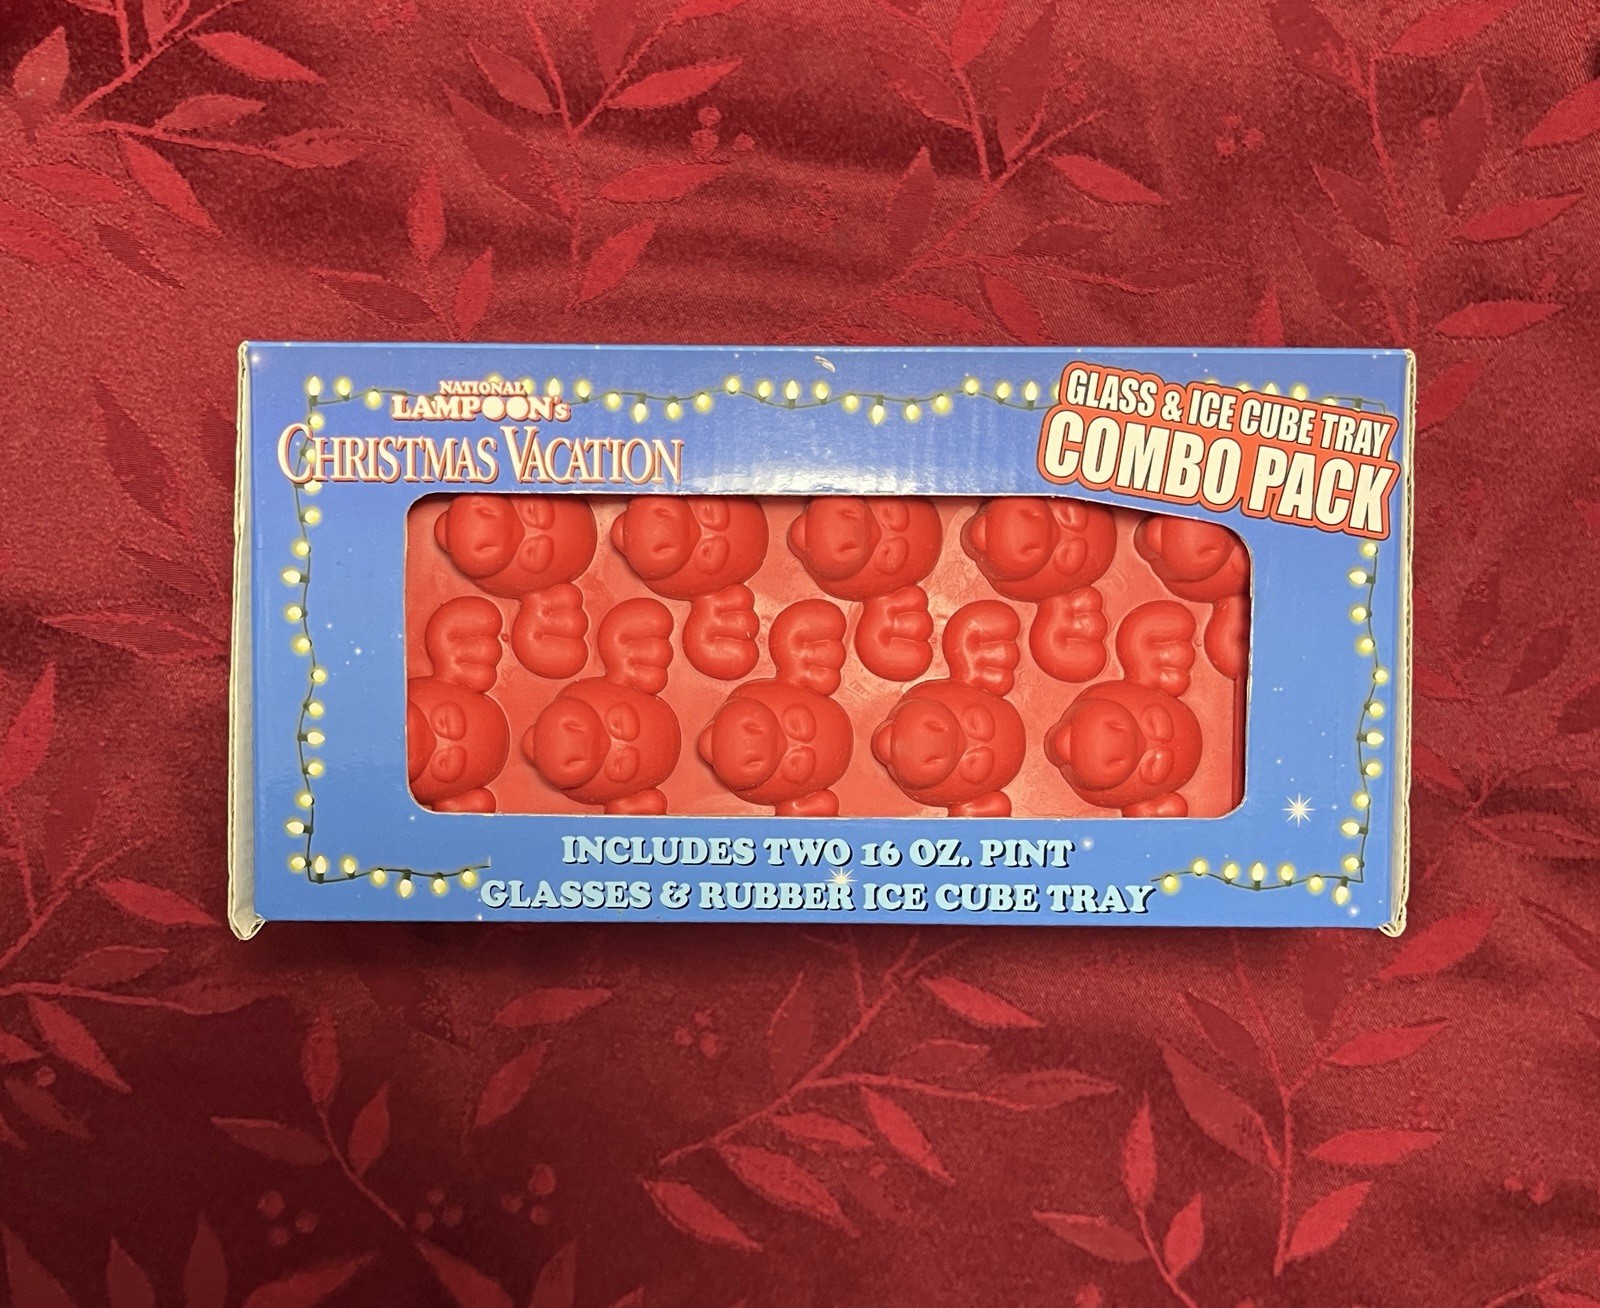 NATIONAL
LAMPOON'S
CHRISTMAS VACATION
GLASS & ICE CUBE TRAY
COMBO PACK
INCLUDES TWO 16 OZ. PINT
GLASSES & RUBBER ICE CUBE TRAY